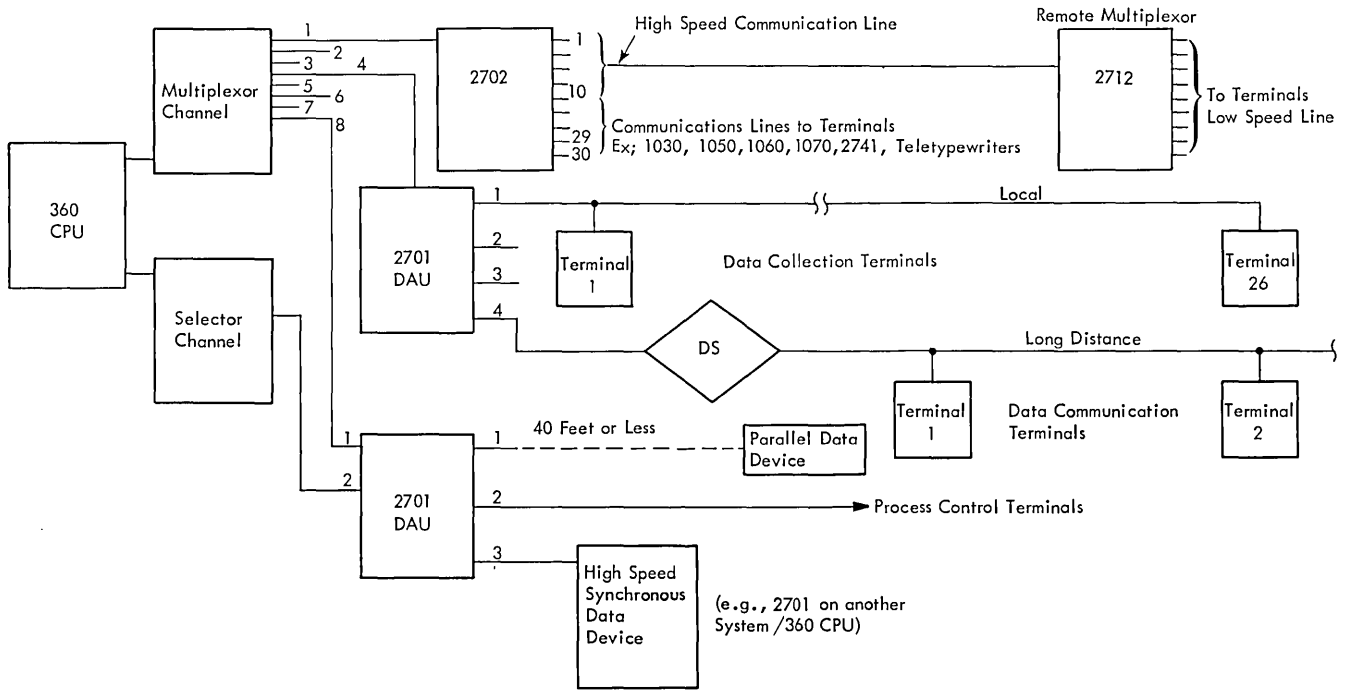 360
CPU
Multiplexor
Channel
1
2
3
4
5
6
7
8
Selector
Channel
2702
1
10
29
30
High Speed Communication Line
Communications Lines to Terminals
Ex; 1030, 1050, 1060, 1070, 2741, Teletypewriters
Remote Multiplexor
2712
To Terminals
Low Speed Line
2701
DAU
1
2
3
4
Local
Terminal
1
Data Collection Terminals
Terminal
26
DS
Long Distance
Terminal
1
Data Communication
Terminals
Terminal
2
1
2
2701
DAU
1
2
3
40 Feet or Less
Parallel Data
Device
Process Control Terminals
High Speed
Synchronous
Data
Device
(e.g., 2701 on another
System /360 CPU)